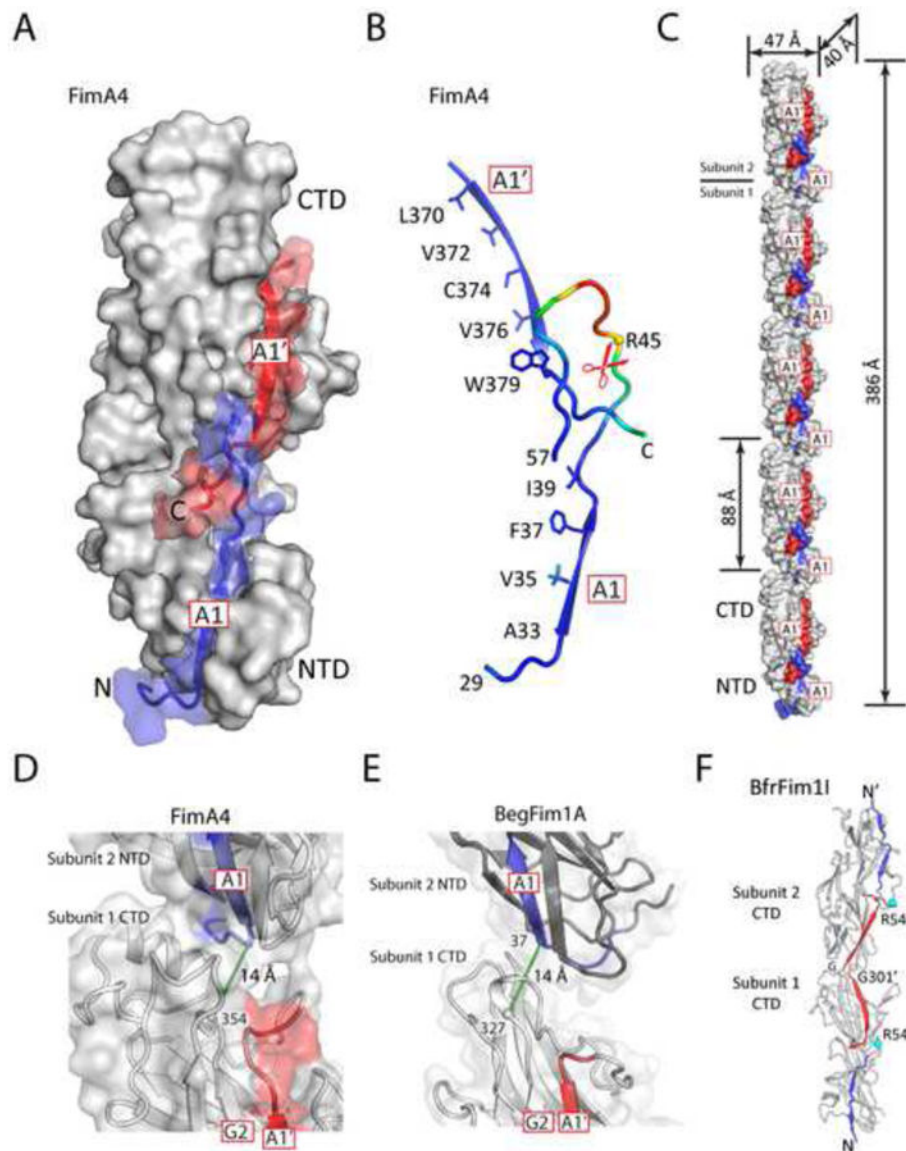 A
FimA4
CTD
A1′
C
A1
N
NTD
B
FimA4
A1′
L370
V372
C374
V376
R45
W379
C
57
I39
F37
V35
A1
A33
29
C
47 Å
40 Å
A1′
Subunit 2
Subunit 1
A1
A1′
A1
A1′
386 Å
A1
A1′
88 Å
A1
CTD
A1′
NTD
A1
D
FimA4
Subunit 2 NTD
A1
Subunit 1 CTD
14 Å
354
G2
A1′
E
BegFim1A
Subunit 2 NTD
A1
37
Subunit 1 CTD
14 Å
327
G2
A1′
F
BfrFim1I
N′
Subunit 2
CTD
R54
G301′
Subunit 1
CTD
R54
N